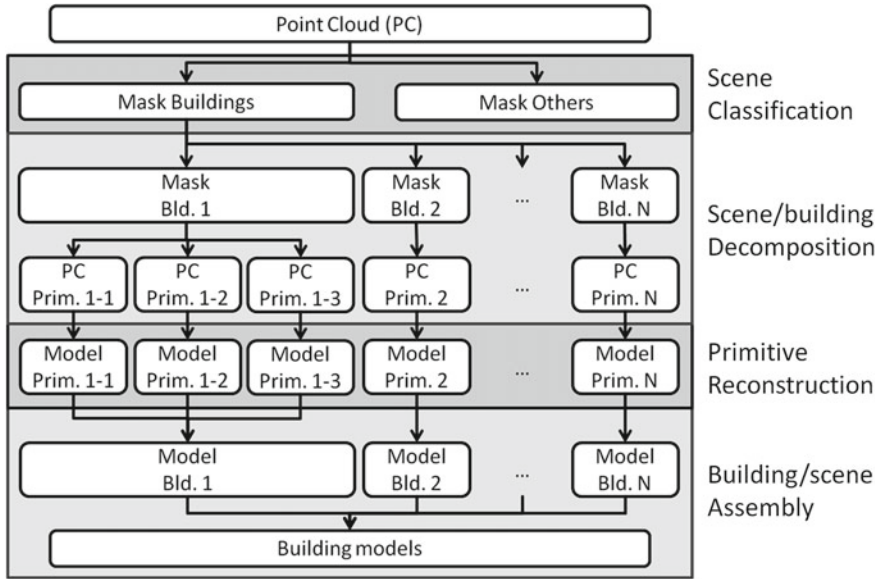 Point Cloud (PC)
Mask Buildings
Mask Others
Scene
Classification
Mask
Bld. 1
Mask
Bld. 2
...
Mask
Bld. N
Scene/building
Decomposition
PC
Prim. 1-1
PC
Prim. 1-2
PC
Prim. 1-3
PC
Prim. 2
...
PC
Prim. N
Model
Prim. 1-1
Model
Prim. 1-2
Model
Prim. 1-3
Model
Prim. 2
...
Model
Prim. N
Primitive
Reconstruction
Model
Bld. 1
Model
Bld. 2
...
Model
Bld. N
Building/scene
Assembly
Building models